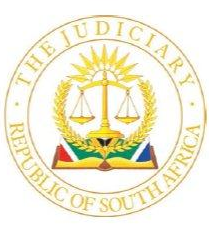 THE JUDICIARY
REPUBLIC OF SOUTH AFRICA